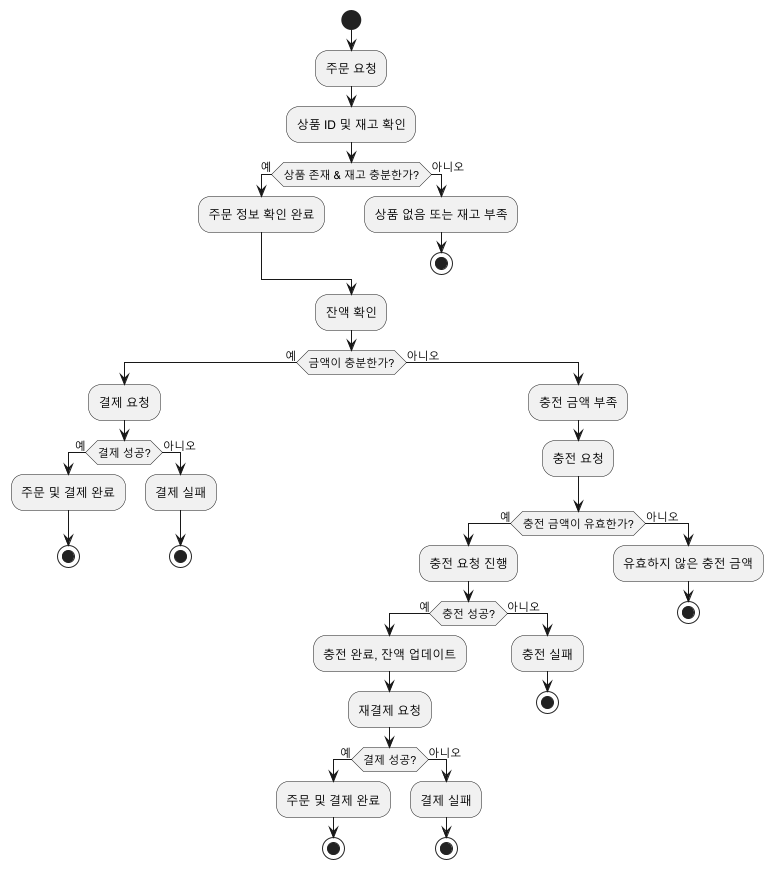 주문 요청
상품 ID 및 재고 확인
예
상품 존재 & 재고 충분한가?
아니오
주문 정보 확인 완료
상품 없음 또는 재고 부족
잔액 확인
예
금액이 충분한가?
아니오
결제 요청
충전 금액 부족
예
결제 성공?
아니오
충전 요청
주문 및 결제 완료
결제 실패
예
충전 금액이 유효한가?
아니오
충전 요청 진행
유효하지 않은 충전 금액
예
충전 성공?
아니오
충전 완료, 잔액 업데이트
충전 실패
재결제 요청
예
결제 성공?
아니오
주문 및 결제 완료
결제 실패